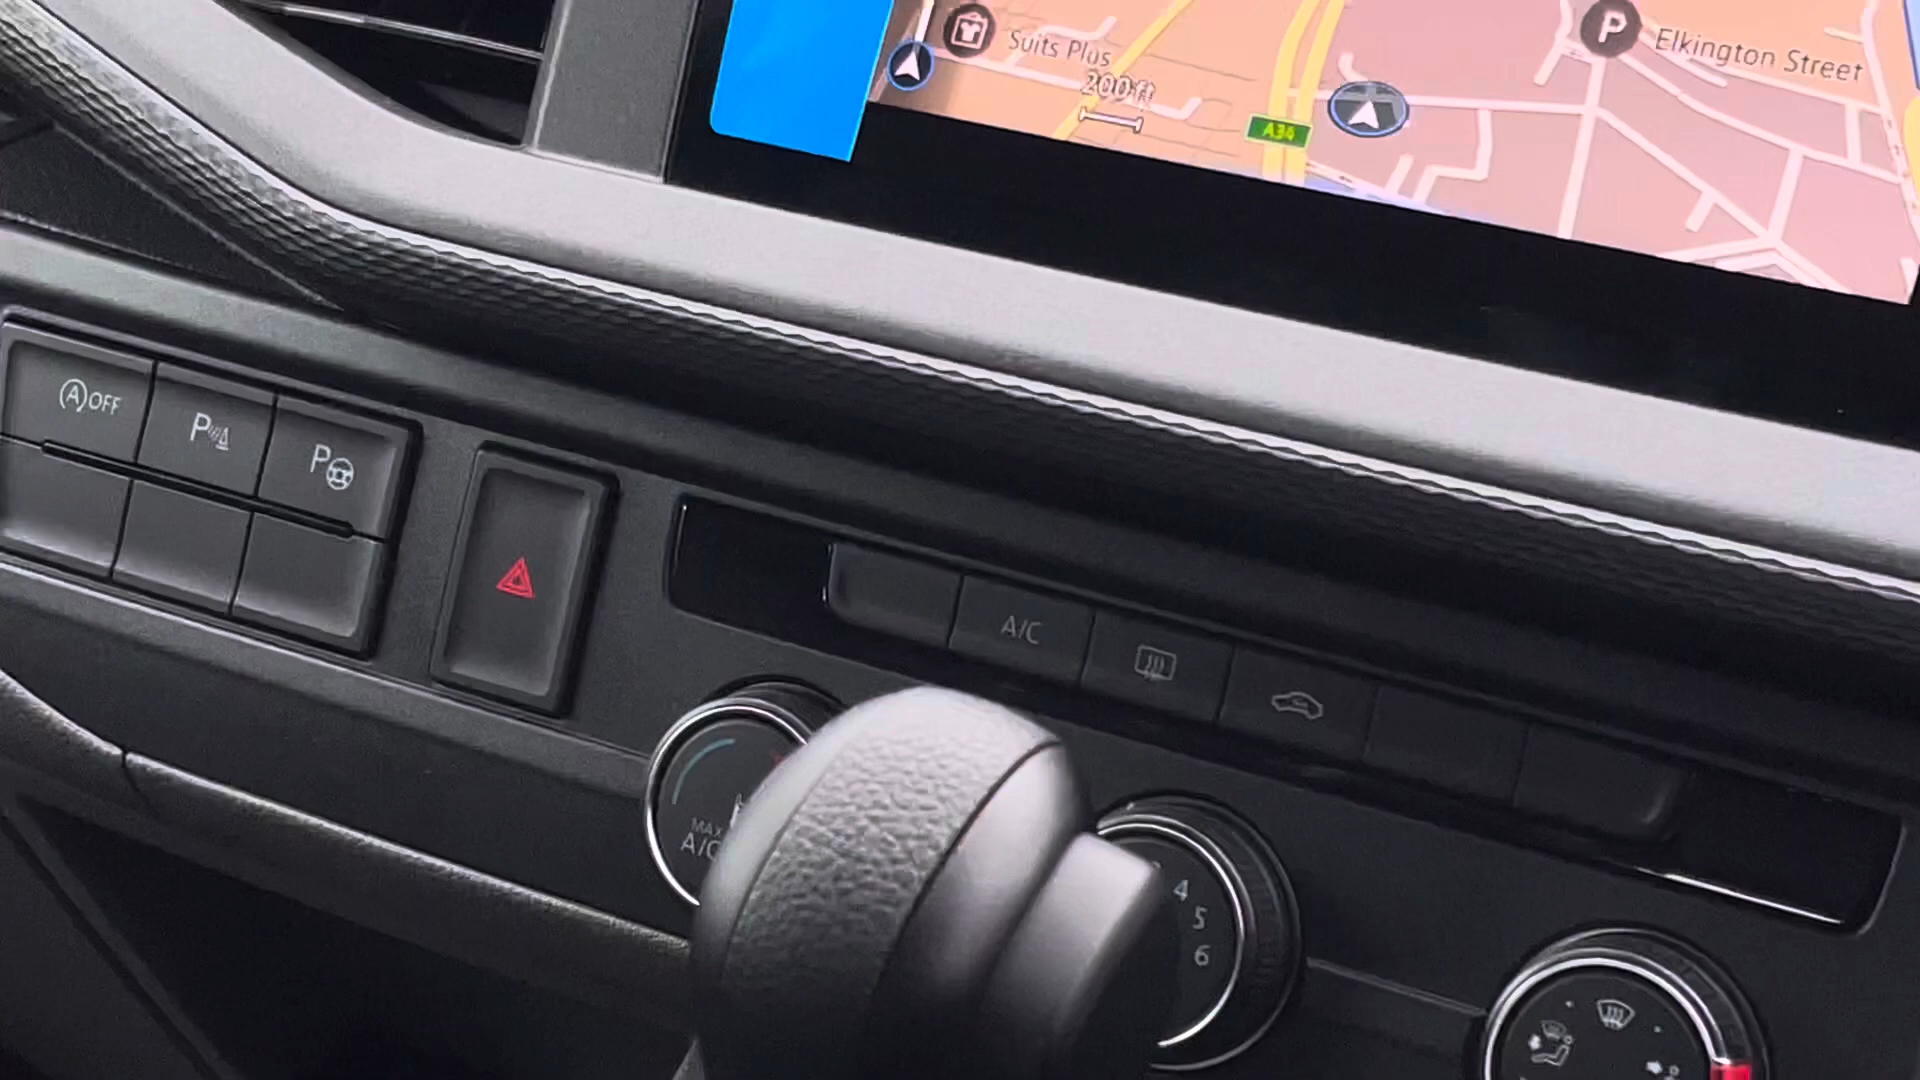 Suits Plus
200 ft
P
Elkington Street
A34
(A)OFF
P
P
A/C
MAX
A/C
4
5
6